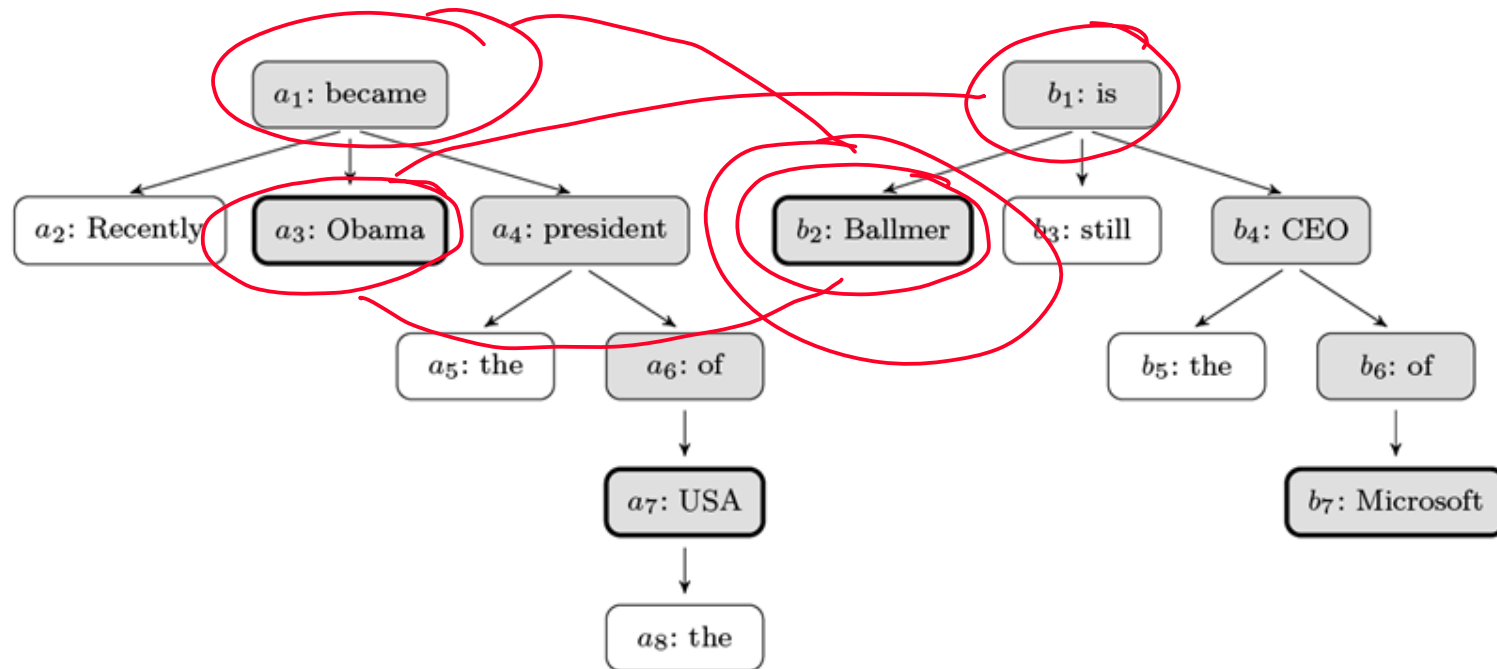 a1: became b1: is
a2: Recently a3: Obama a4: president b2: Ballmer b3: still b4: CEO
a5: the a6: of b5: the b6: of
a7: USA b7: Microsoft
a8: the